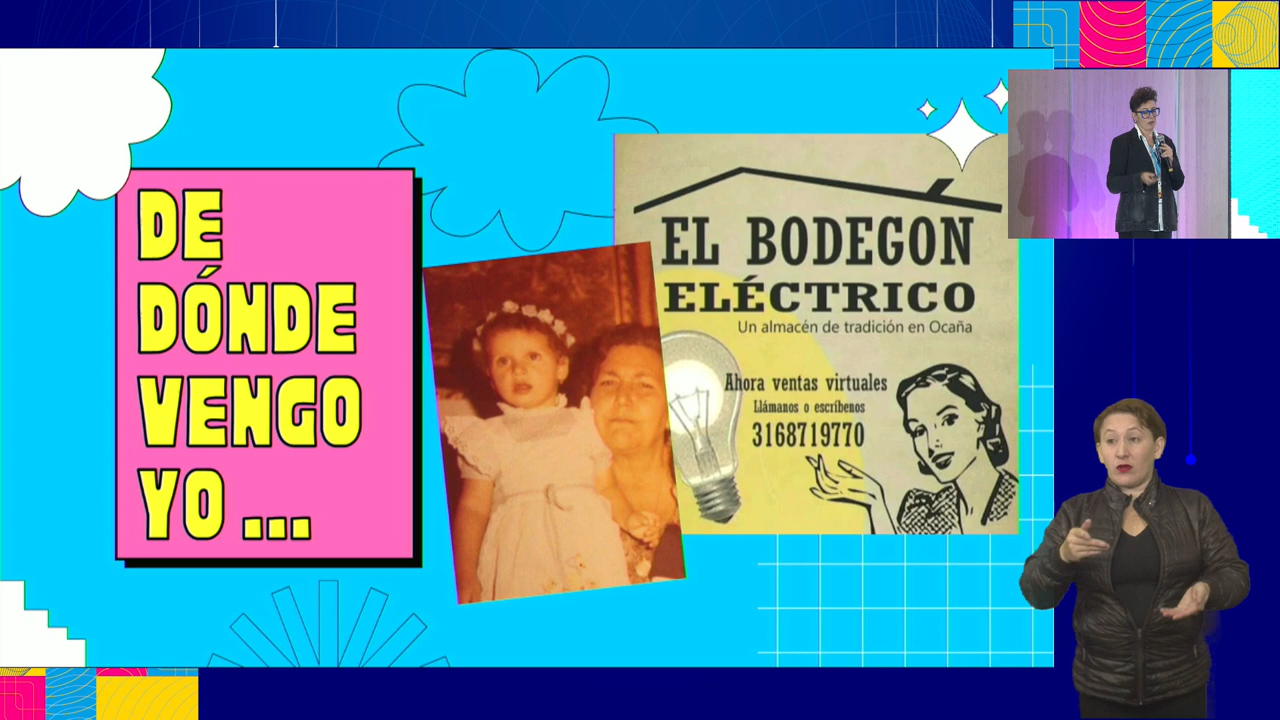 DE
DÓNDE
VENGO
YO ...
EL BODEGON
ELÉCTRICO
Un almacén de tradición en Ocaña
Ahora ventas virtuales
Llámanos o escríbenos
3168719770